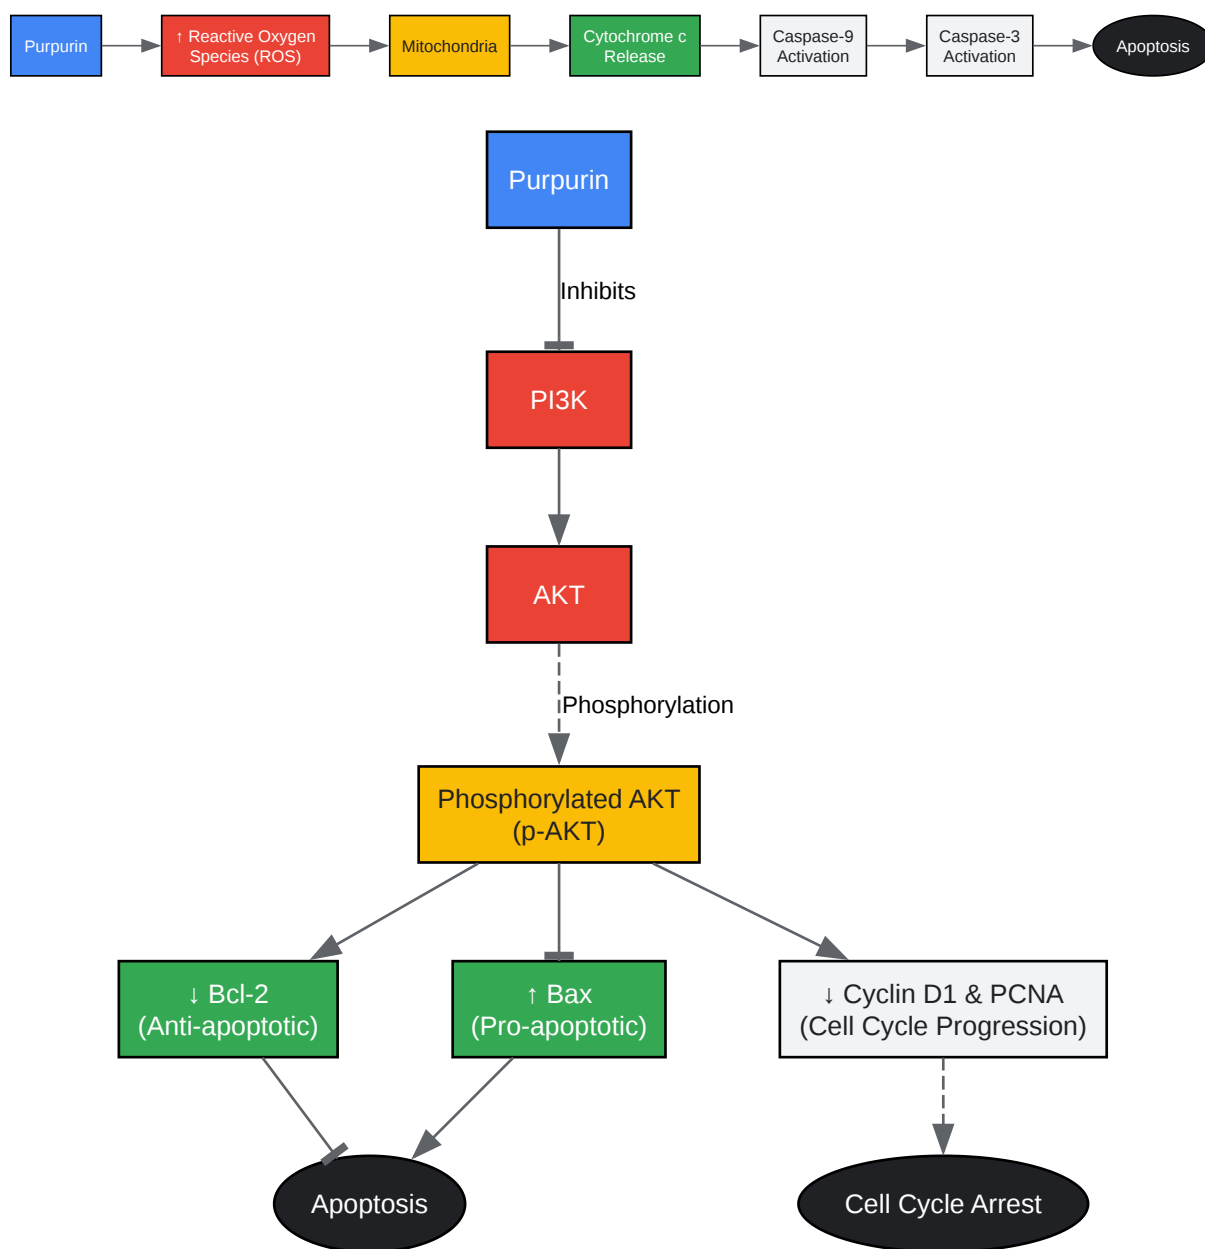 Purpurin
↑ Reactive Oxygen
Species (ROS)
Mitochondria
Cytochrome c
Release
Caspase-9
Activation
Caspase-3
Activation
Apoptosis
Purpurin
Inhibits
PI3K
AKT
Phosphorylation
Phosphorylated AKT
(p-AKT)
↓ Bcl-2
(Anti-apoptotic)
↑ Bax
(Pro-apoptotic)
↓ Cyclin D1 & PCNA
(Cell Cycle Progression)
Apoptosis
Cell Cycle Arrest